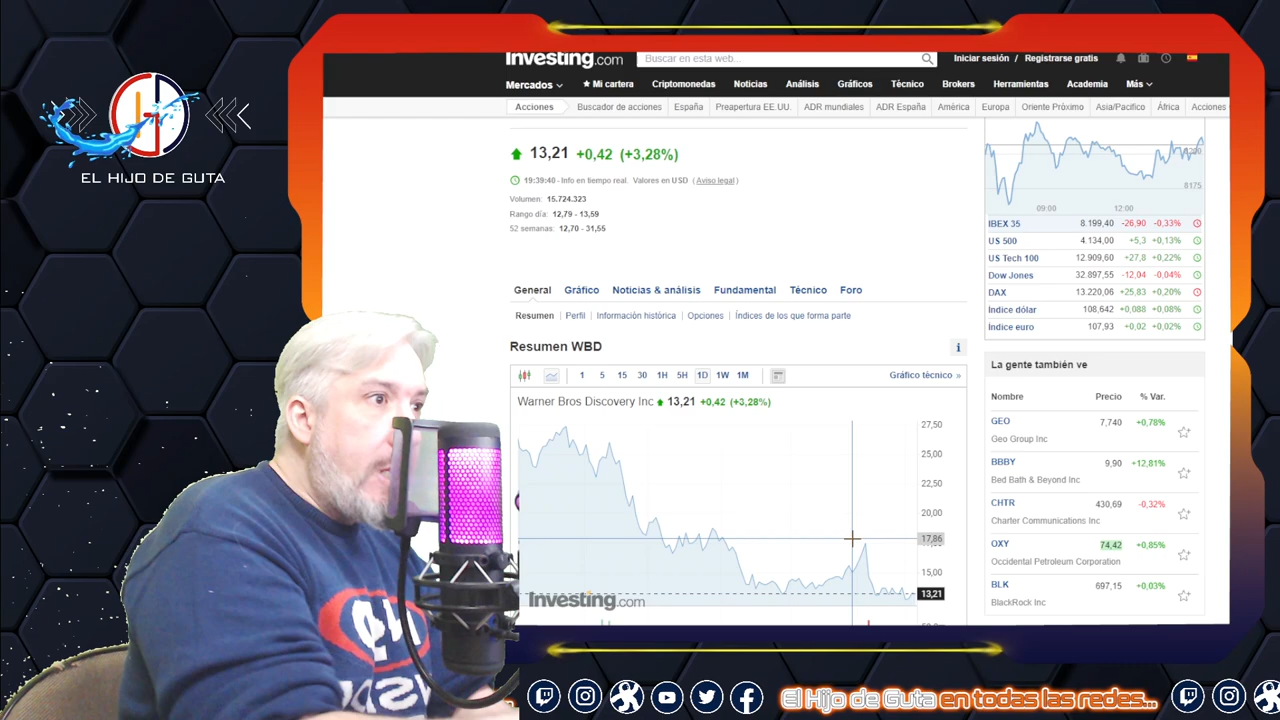 EL HIJO DE GUTA
Investing.com
Buscar en esta web...
Iniciar sesión / Registrarse gratis
Mercados
Mi cartera Criptomonedas Noticias Análisis Gráficos Técnico Brokers Herramientas Academia Más
Acciones Buscador de acciones España Preapertura EE.UU. ADR mundiales ADR España América Europa Oriente Próximo Asia/Pacífico África Acciones
13,21 +0,42 (+3,28%)
19:39:40 - Info en tiempo real. Valores en USD ( Aviso legal )
Volumen: 15.724.323
Rango día: 12,79 - 13,59
52 semanas: 12,70 - 31,55
General Gráfico Noticias & análisis Fundamental Técnico Foro
Resumen Perfil Información histórica Opciones Índices de los que forma parte
Resumen WBD
1 5 15 30 1H 5H 1D 1W 1M
Gráfico técnico »
Warner Bros Discovery Inc 13,21 +0,42 (+3,28%)
27,50
25,00
22,50
20,00
17,86
15,00
13,21
Investing.com
8175
09:00 12:00
IBEX 35 8.199,40 -26,90 -0,33%
US 500 4.134,00 +5,3 +0,13%
US Tech 100 12.909,60 +27,8 +0,22%
Dow Jones 32.897,55 -12,04 -0,04%
DAX 13.220,06 +25,83 +0,20%
Índice dólar 108,642 +0,088 +0,08%
Índice euro 107,93 +0,02 +0,02%
La gente también ve
Nombre Precio % Var.
GEO 7,740 +0,78%
Geo Group Inc
BBBY 9,90 +12,81%
Bed Bath & Beyond Inc
CHTR 430,69 -0,32%
Charter Communications Inc
OXY 74,42 +0,85%
Occidental Petroleum Corporation
BLK 697,15 +0,03%
BlackRock Inc
El Hijo de Guta en todas las redes...